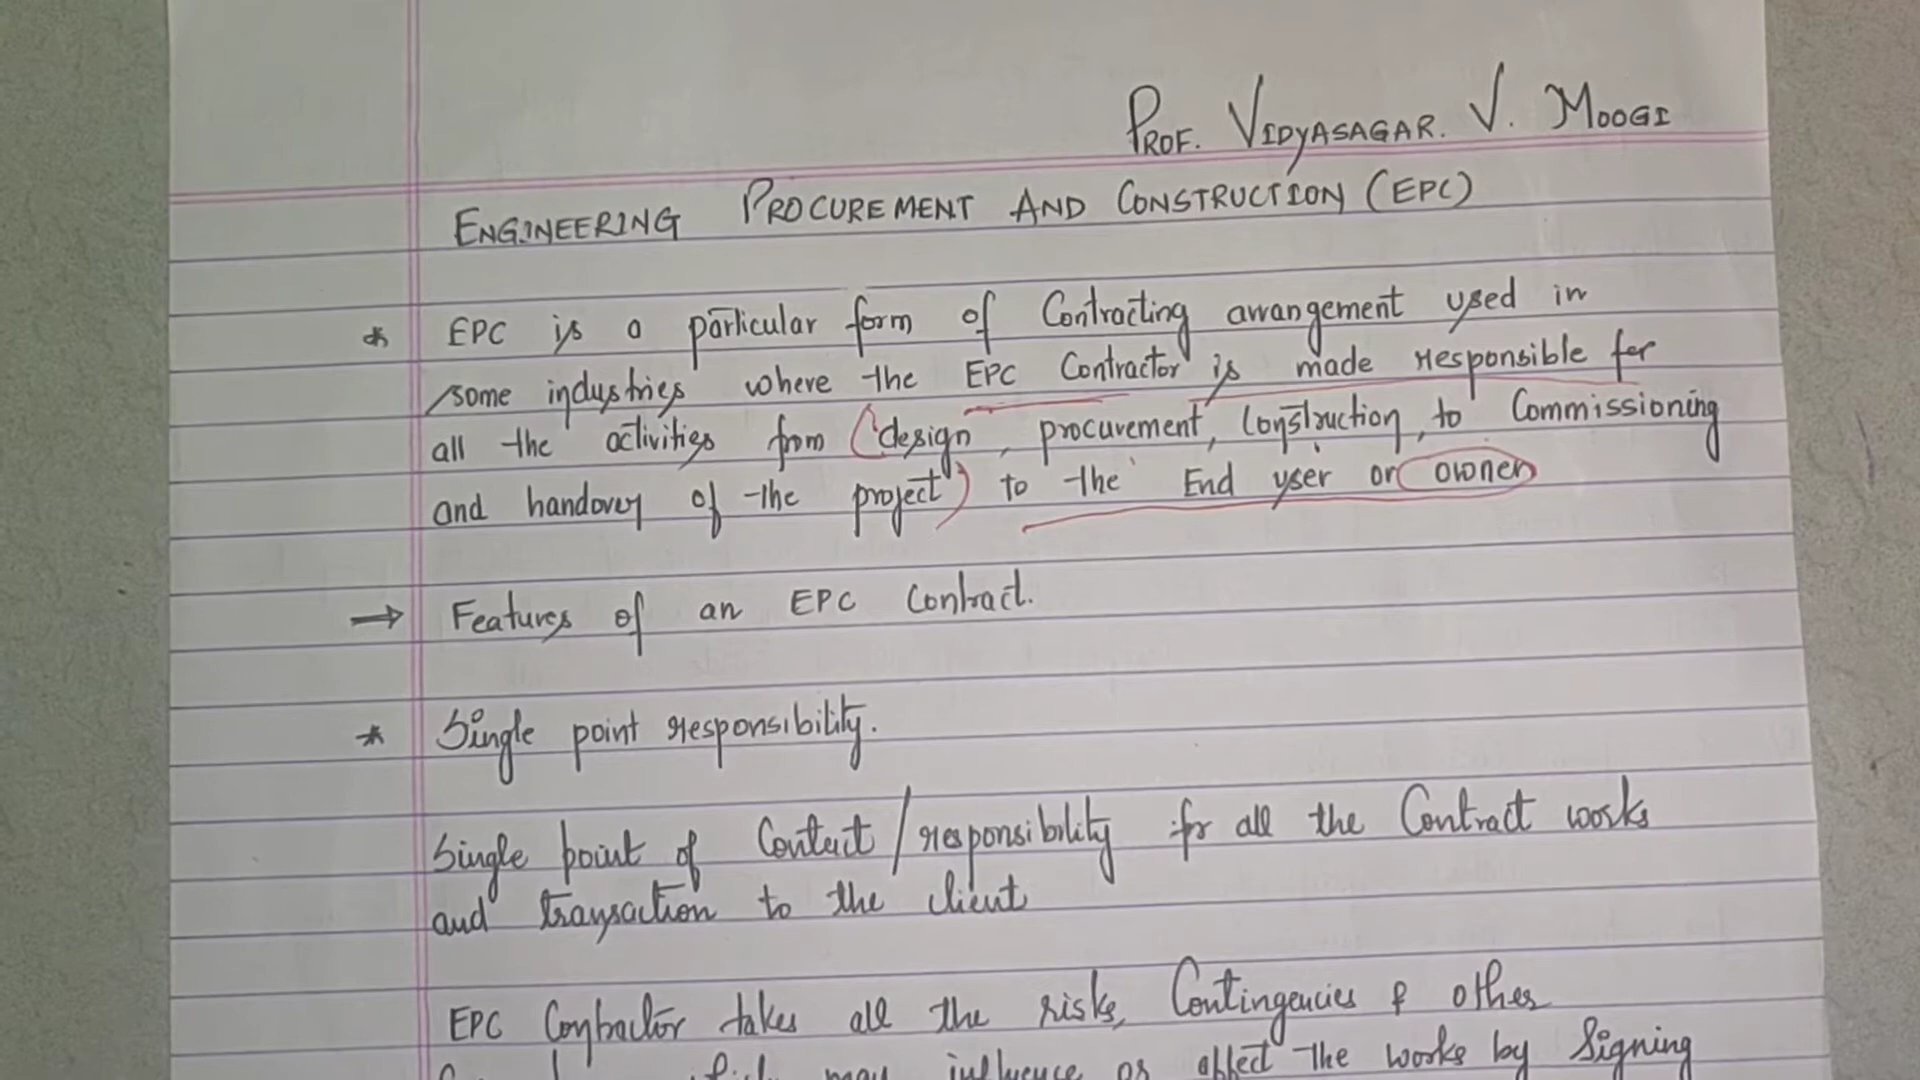 PROF. VIDYASAGAR. V. MOOGI
ENGINEERING PROCUREMENT AND CONSTRUCTION (EPC)
* EPC is a particular form of Contracting arrangement used in
some industries where the EPC Contractor is made responsible for
all the activities from (design, procurement, construction, to Commissioning
and handover of the project) to the End user or owner
→ Features of an EPC Contract.
* Single point responsibility.
Single point of Contact / responsibility for all the Contract works
and transaction to the client
EPC Contractor takes all the risks, Contingencies & other
may influence or affect the works by Signing